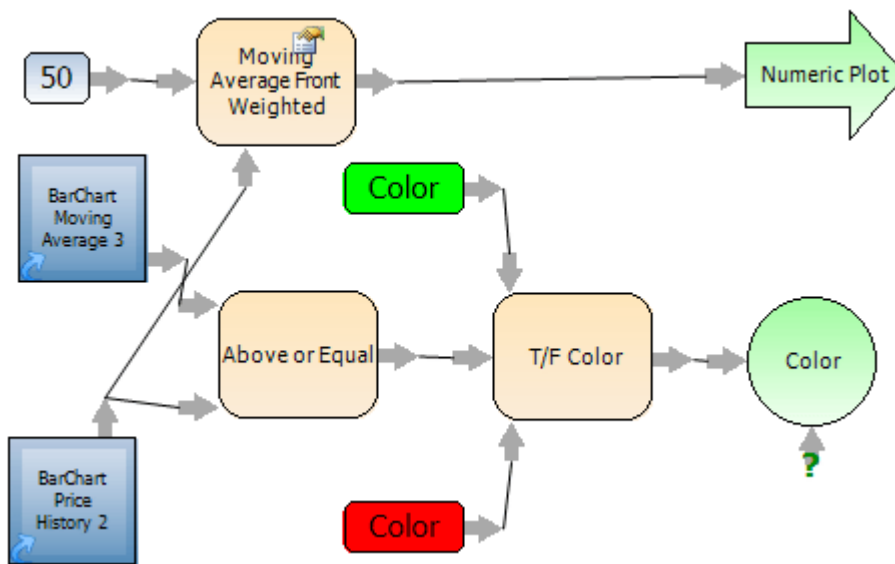 50
Moving
Average Front
Weighted
Numeric Plot
BarChart
Moving
Average 3
Color
Above or Equal
T/F Color
Color
BarChart
Price
History 2
Color
?